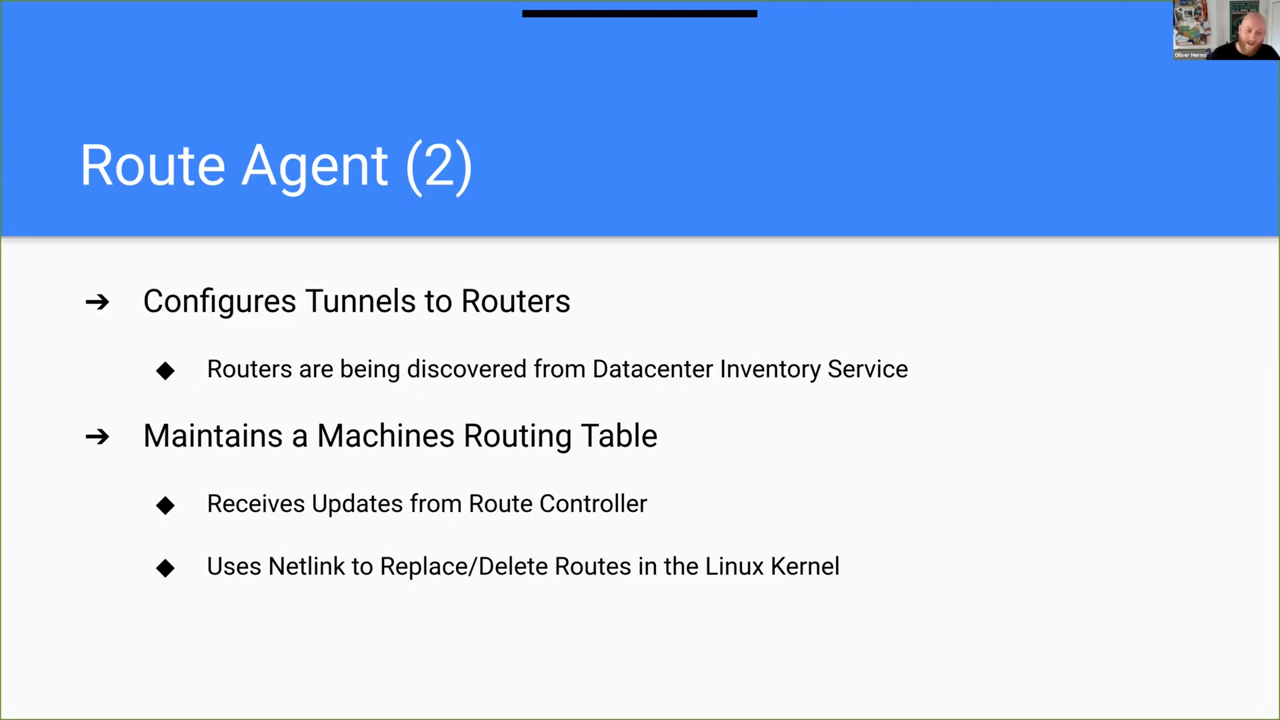 Oliver
Route Agent (2)
➔ Configures Tunnels to Routers
◆ Routers are being discovered from Datacenter Inventory Service
➔ Maintains a Machines Routing Table
◆ Receives Updates from Route Controller
◆ Uses Netlink to Replace/Delete Routes in the Linux Kernel